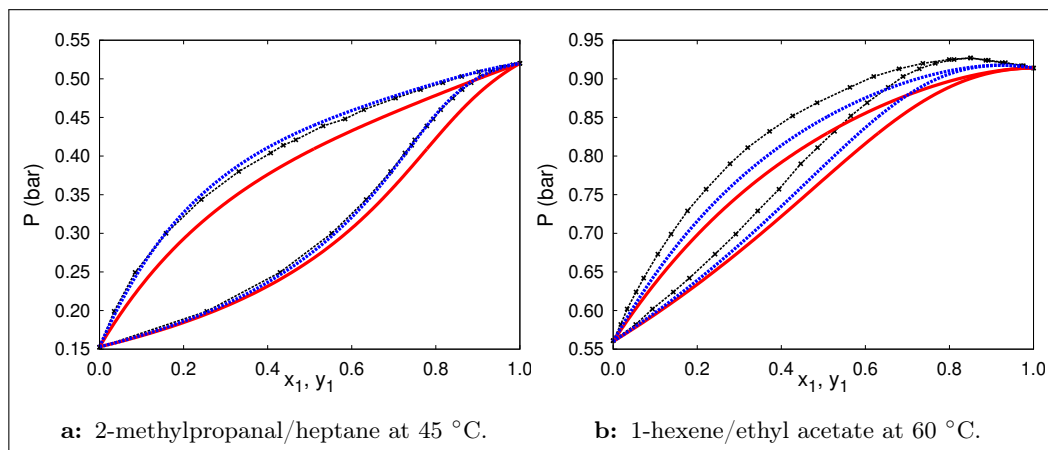 0.55
0.50
0.45
0.40
0.35
0.30
0.25
0.20
0.15
0.0 0.2 0.4 0.6 0.8 1.0
P (bar)
x1, y1
a: 2-methylpropanal/heptane at 45 °C.
0.95
0.90
0.85
0.80
0.75
0.70
0.65
0.60
0.55
0.0 0.2 0.4 0.6 0.8 1.0
P (bar)
x1, y1
b: 1-hexene/ethyl acetate at 60 °C.